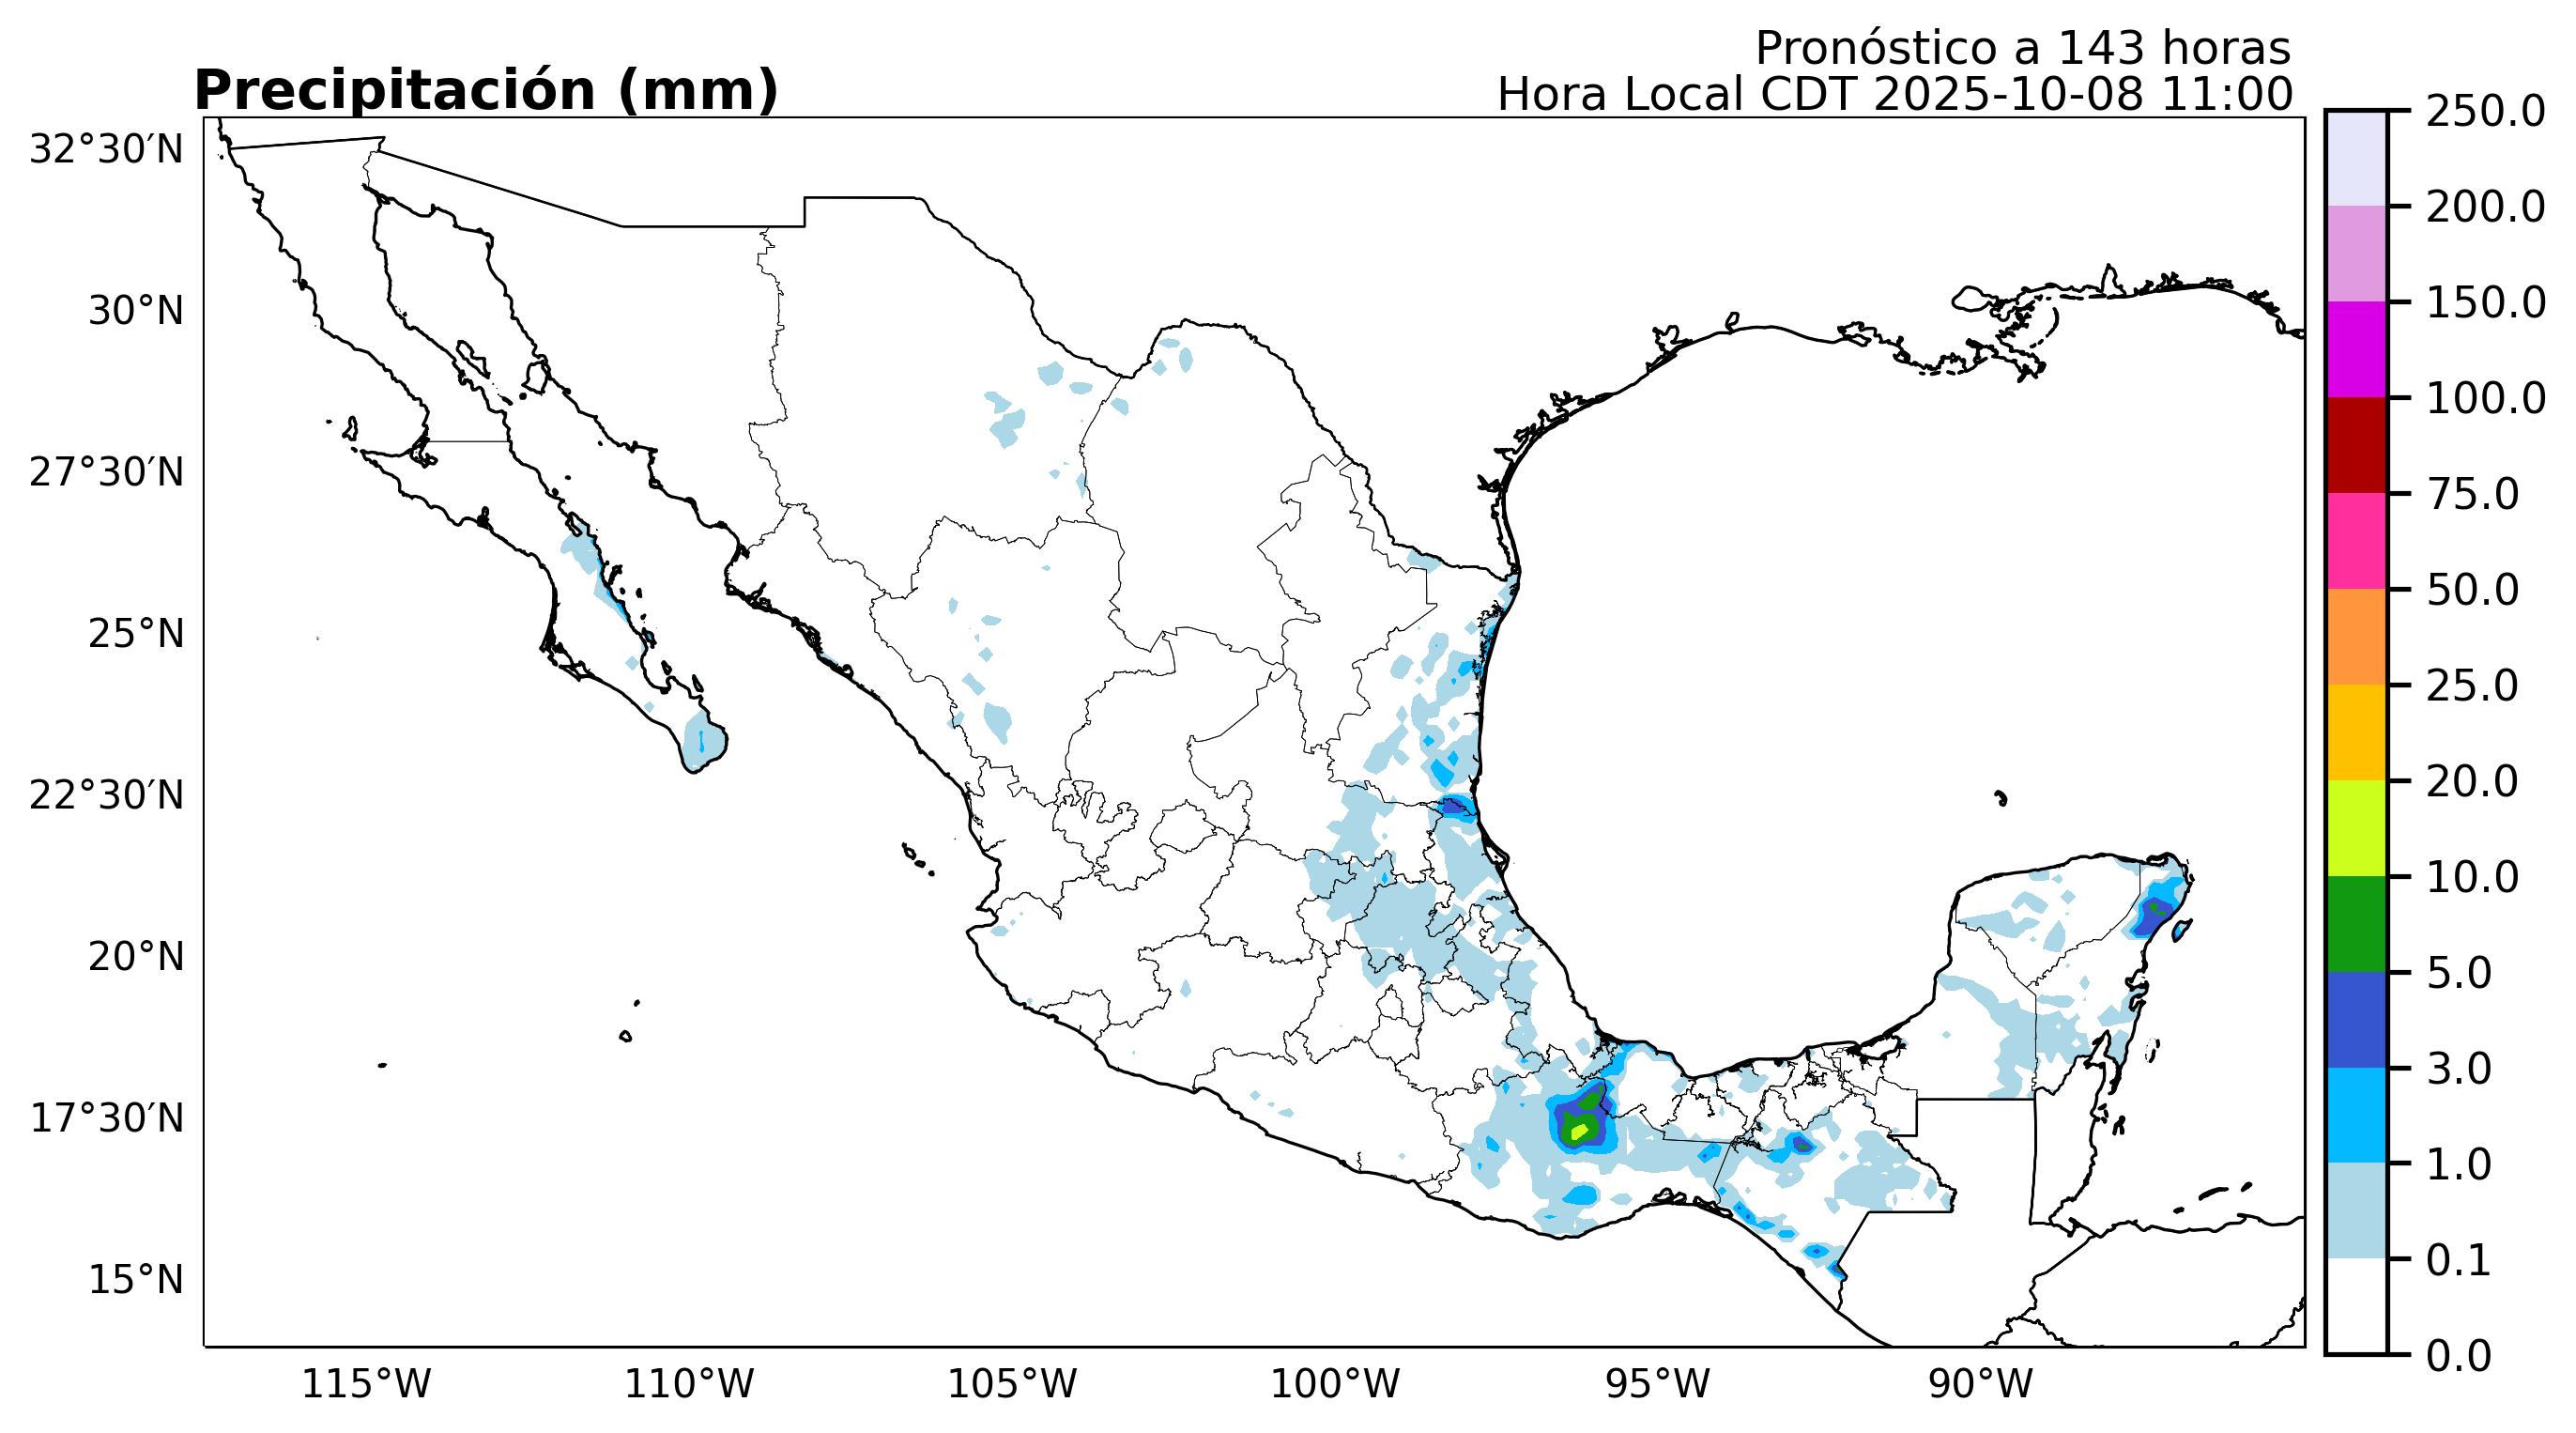 Pronóstico a 143 horas
Precipitación (mm)
Hora Local CDT 2025-10-08 11:00
32°30′N
30°N
27°30′N
25°N
22°30′N
20°N
17°30′N
15°N
115°W
110°W
105°W
100°W
95°W
90°W
250.0
200.0
150.0
100.0
75.0
50.0
25.0
20.0
10.0
5.0
3.0
1.0
0.1
0.0